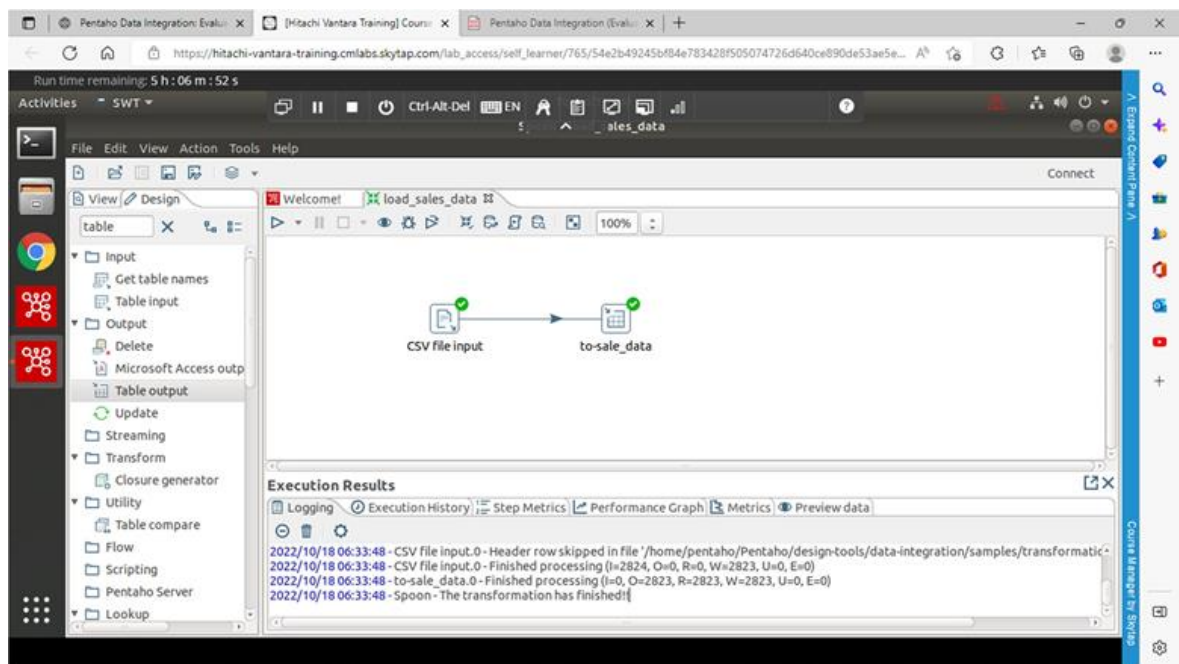 Pentaho Data Integration: Evalu
[Hitachi Vantara Training] Cours
Pentaho Data Integration (Evalu
https://hitachi-vantara-training.cmlabs.skytap.com/lab_access/self_learner/765/54e2b49245bf84e783428f505074726d640ce890de53ae5e...
Run time remaining: 5 h : 06 m : 52 s
Activities SWT
Ctrl-Alt-Del EN
ales_data
File Edit View Action Tools Help
Connect
View Design
Welcome! load_sales_data
table
100%
Input
Get table names
Table input
Output
Delete
Microsoft Access outp
Table output
Update
Streaming
Transform
Closure generator
Utility
Table compare
Flow
Scripting
Pentaho Server
Lookup
CSV file input
to-sale_data
Execution Results
Logging Execution History Step Metrics Performance Graph Metrics Preview data
2022/10/18 06:33:48 - CSV file input.0 - Header row skipped in file '/home/pentaho/Pentaho/design-tools/data-integration/samples/transformatic
2022/10/18 06:33:48 - CSV file input.0 - Finished processing (I=2824, O=0, R=0, W=2823, U=0, E=0)
2022/10/18 06:33:48 - to-sale_data.0 - Finished processing (I=0, O=2823, R=2823, W=2823, U=0, E=0)
2022/10/18 06:33:48 - Spoon - The transformation has finished!!
Expand Content Pane
Course Manager by Skytap